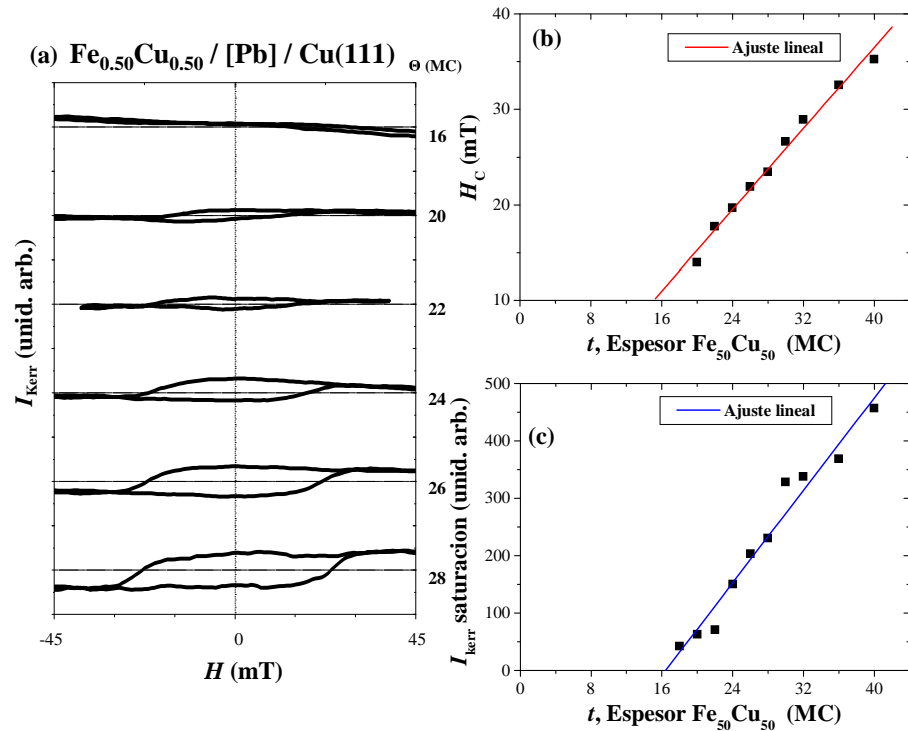 (a) Fe0.50Cu0.50 / [Pb] / Cu(111) Θ (MC)
16
20
22
24
26
28
IKerr (unid. arb.)
-45 0 45
H (mT)
(b)
Ajuste lineal
40
30
20
10
HC (mT)
0 8 16 24 32 40
t, Espesor Fe50Cu50 (MC)
(c)
Ajuste lineal
500
400
300
200
100
0
Ikerr saturacion (unid. arb.)
0 8 16 24 32 40
t, Espesor Fe50Cu50 (MC)